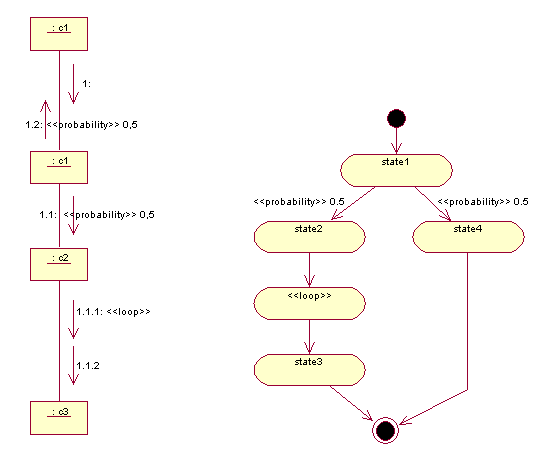 : c1
1:
1.2: <<probability>> 0,5
: c1
1.1: <<probability>> 0,5
: c2
1.1.1: <<loop>>
1.1.2
: c3
state1
<<probability>> 0.5
<<probability>> 0.5
state2
state4
<<loop>>
state3